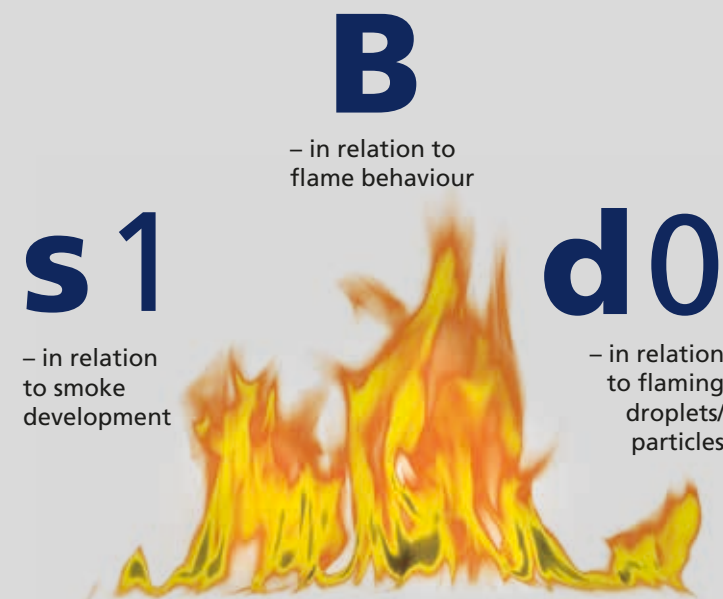 B
– in relation to
flame behaviour
s1
– in relation
to smoke
development
d0
– in relation
to flaming
droplets/
particles